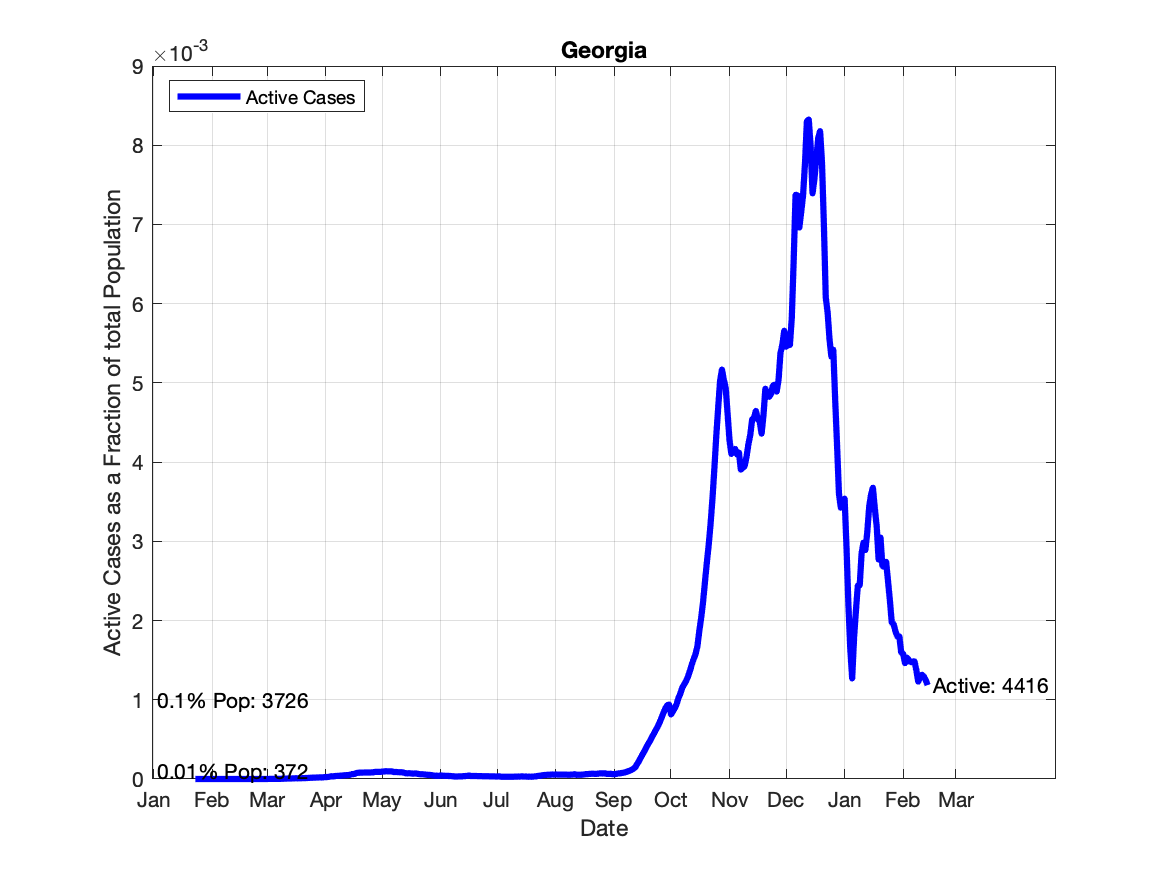 Georgia
×10-3
Active Cases
9
8
7
6
5
4
3
2
1
0
Active Cases as a Fraction of total Population
0.1% Pop: 3726
0.01% Pop: 372
Active: 4416
Jan Feb Mar Apr May Jun Jul Aug Sep Oct Nov Dec Jan Feb Mar
Date